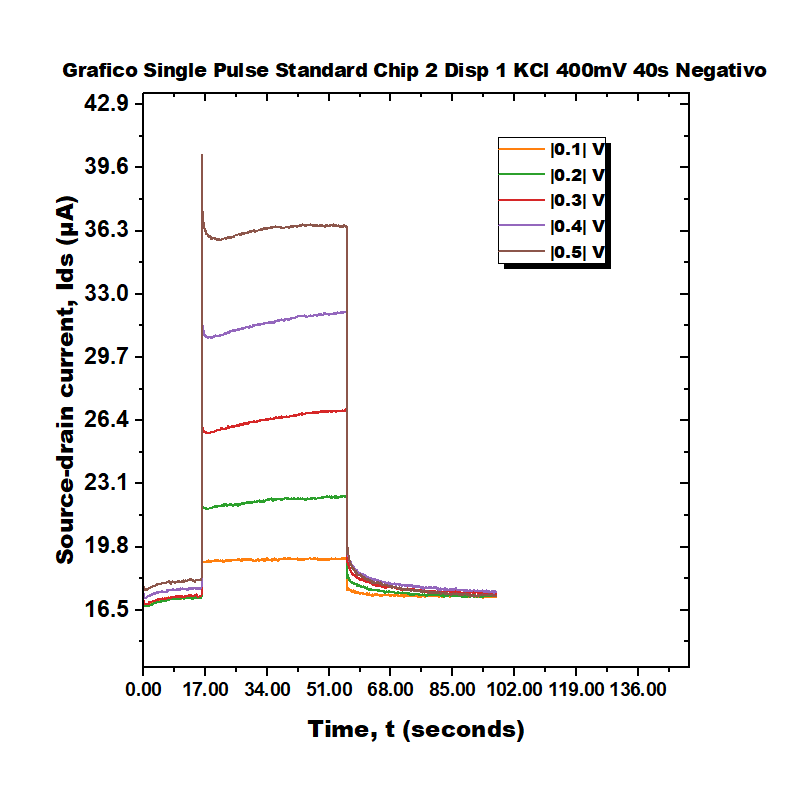 Grafico Single Pulse Standard Chip 2 Disp 1 KCl 400mV 40s Negativo
42.9
39.6
36.3
33.0
29.7
26.4
23.1
19.8
16.5
Source-drain current, Ids (µA)
|0.1| V
|0.2| V
|0.3| V
|0.4| V
|0.5| V
0.00 17.00 34.00 51.00 68.00 85.00 102.00 119.00 136.00
Time, t (seconds)